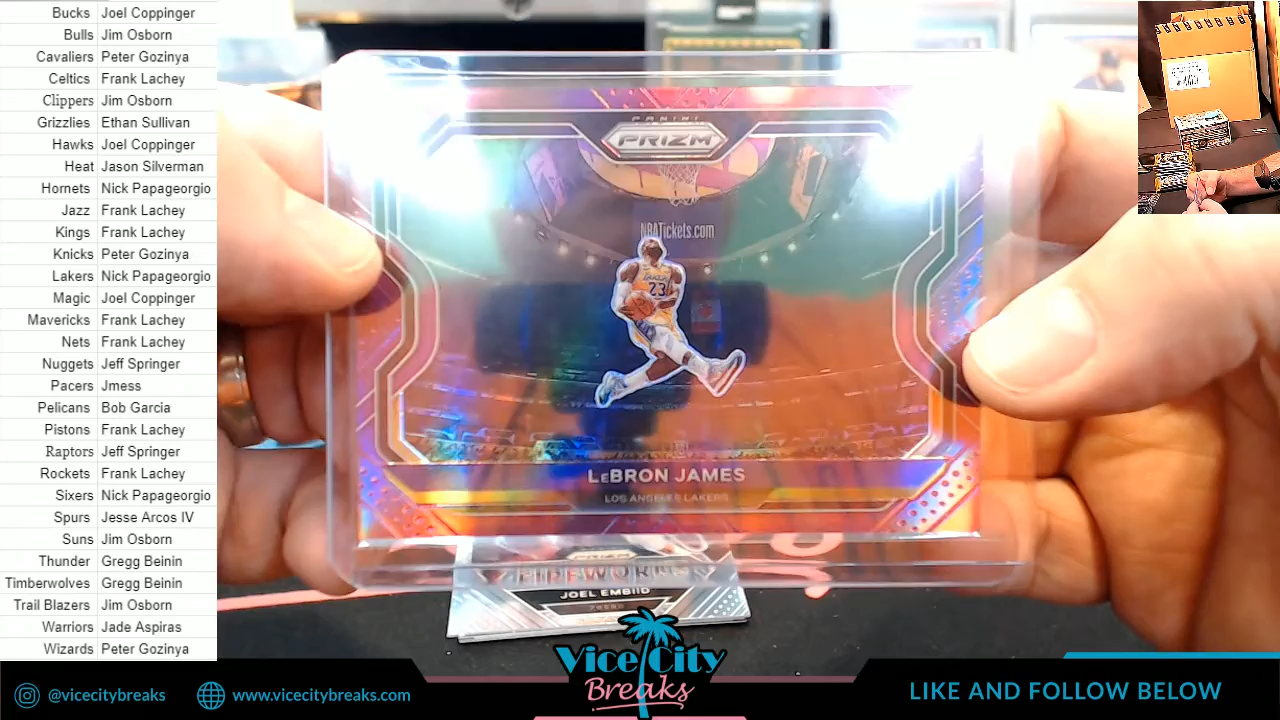 Bucks Joel Coppinger
Bulls Jim Osborn
Cavaliers Peter Gozinya
Celtics Frank Lachey
Clippers Jim Osborn
Grizzlies Ethan Sullivan
Hawks Joel Coppinger
Heat Jason Silverman
Hornets Nick Papageorgio
Jazz Frank Lachey
Kings Frank Lachey
Knicks Peter Gozinya
Lakers Nick Papageorgio
Magic Joel Coppinger
Mavericks Frank Lachey
Nets Frank Lachey
Nuggets Jeff Springer
Pacers Jmess
Pelicans Bob Garcia
Pistons Frank Lachey
Raptors Jeff Springer
Rockets Frank Lachey
Sixers Nick Papageorgio
Spurs Jesse Arcos IV
Suns Jim Osborn
Thunder Gregg Beinin
Timberwolves Gregg Beinin
Trail Blazers Jim Osborn
Warriors Jade Aspiras
Wizards Peter Gozinya
PANINI
PRIZM
NBATickets.com
LAKERS
23
LeBRON JAMES
LOS ANGELES LAKERS
FIREWORKS
JOEL EMBIID
76ERS
Vice City
Breaks
@vicecitybreaks
www.vicecitybreaks.com
LIKE AND FOLLOW BELOW